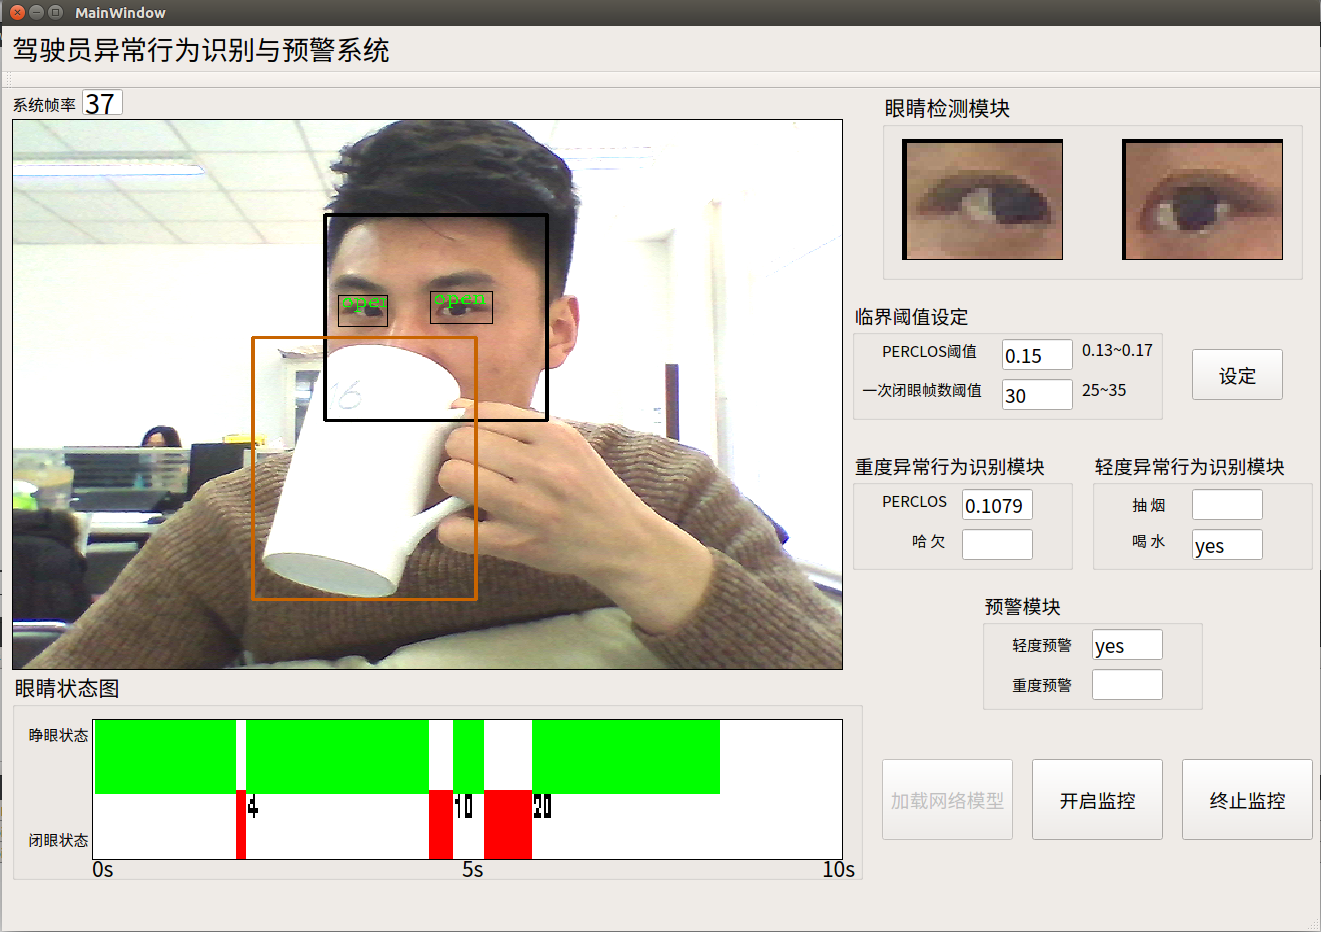 MainWindow
驾驶员异常行为识别与预警系统
系统帧率 37
open open
16
眼睛检测模块
临界阈值设定
PERCLOS阈值 0.15 0.13~0.17
一次闭眼帧数阈值 30 25~35
设定
重度异常行为识别模块
PERCLOS 0.1079
哈 欠
轻度异常行为识别模块
抽 烟
喝 水 yes
预警模块
轻度预警 yes
重度预警
眼睛状态图
睁眼状态
4 10 20
闭眼状态
0s 5s 10s
加载网络模型 开启监控 终止监控